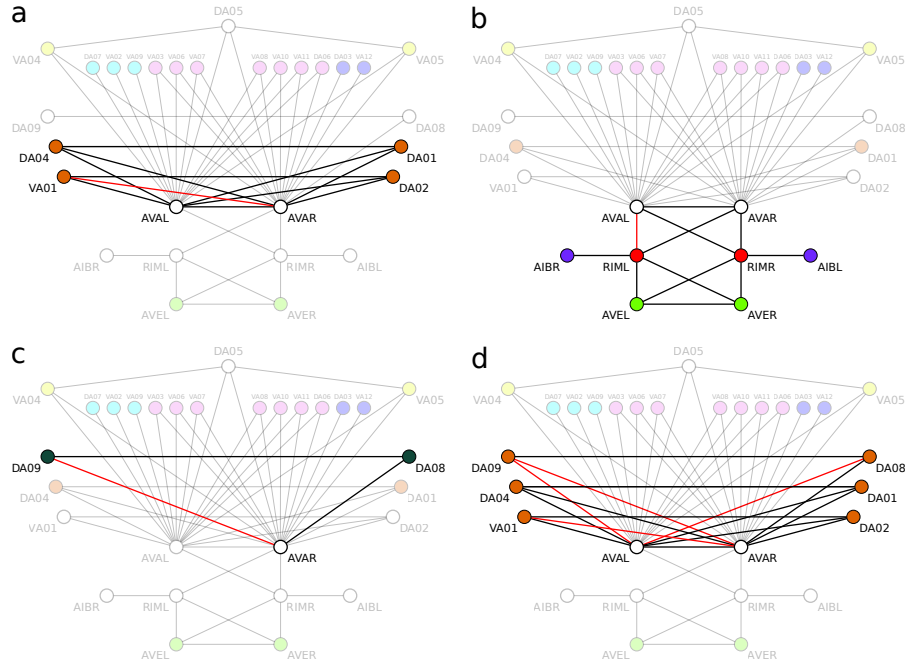 a
DA05
VA04
VA05
DA07 VA02 VA09 VA03 VA06 VA07 VA08 VA10 VA11 DA06 DA03 VA12
DA09
DA08
DA04
DA01
VA01
DA02
AVAL
AVAR
AIBR
RIML
RIMR
AIBL
AVEL
AVER
b
DA05
VA04
VA05
DA07 VA02 VA09 VA03 VA06 VA07 VA08 VA10 VA11 DA06 DA03 VA12
DA09
DA08
DA04
DA01
VA01
DA02
AVAL
AVAR
AIBR
RIML
RIMR
AIBL
AVEL
AVER
c
DA05
VA04
VA05
DA07 VA02 VA09 VA03 VA06 VA07 VA08 VA10 VA11 DA06 DA03 VA12
DA09
DA08
DA04
DA01
VA01
DA02
AVAL
AVAR
AIBR
RIML
RIMR
AIBL
AVEL
AVER
d
DA05
VA04
VA05
DA07 VA02 VA09 VA03 VA06 VA07 VA08 VA10 VA11 DA06 DA03 VA12
DA09
DA08
DA04
DA01
VA01
DA02
AVAL
AVAR
AIBR
RIML
RIMR
AIBL
AVEL
AVER